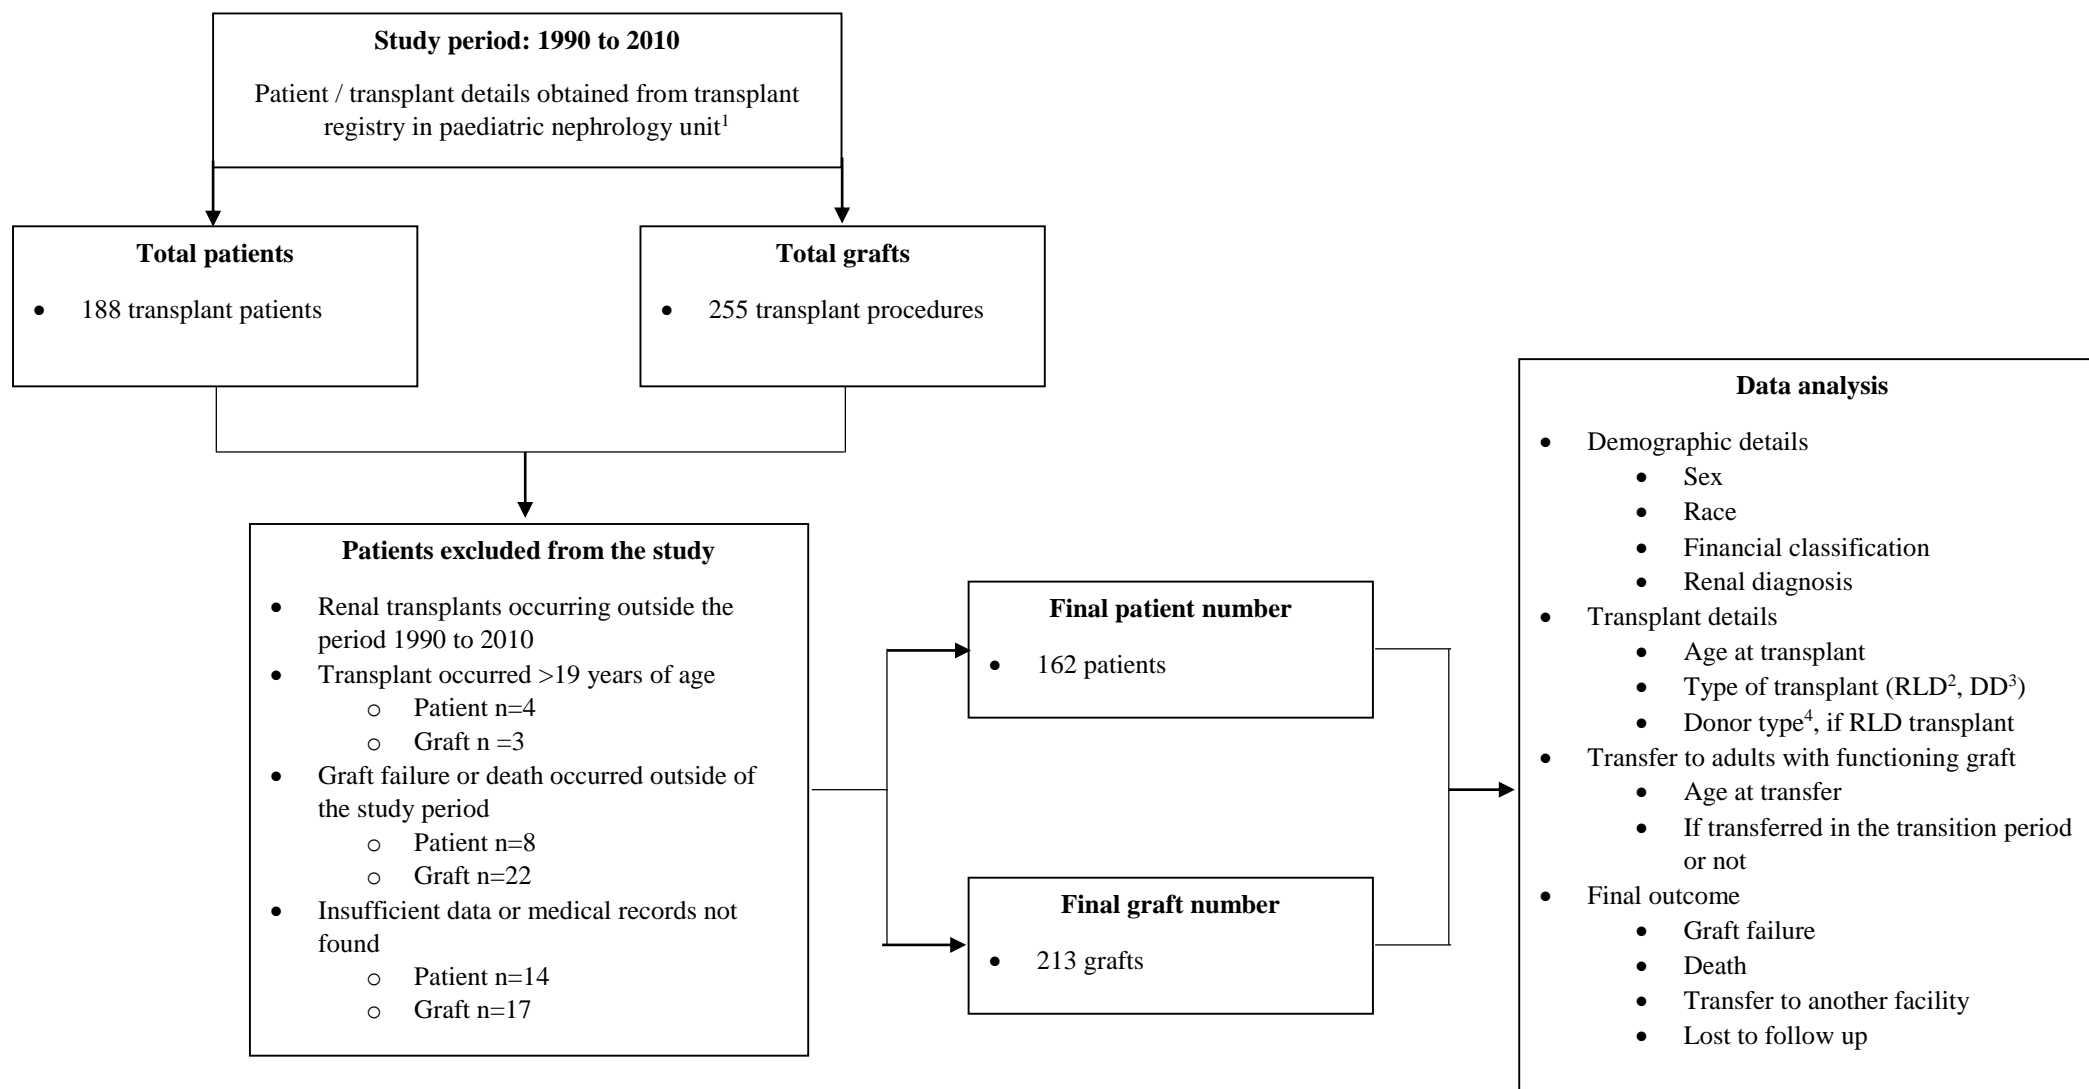 Study period: 1990 to 2010
Patient / transplant details obtained from transplant
registry in paediatric nephrology unit¹
Total patients
• 188 transplant patients
Total grafts
• 255 transplant procedures
Patients excluded from the study
• Renal transplants occurring outside the
period 1990 to 2010
• Transplant occurred >19 years of age
o Patient n=4
o Graft n =3
• Graft failure or death occurred outside of
the study period
o Patient n=8
o Graft n=22
• Insufficient data or medical records not
found
o Patient n=14
o Graft n=17
Final patient number
• 162 patients
Final graft number
• 213 grafts
Data analysis
• Demographic details
• Sex
• Race
• Financial classification
• Renal diagnosis
• Transplant details
• Age at transplant
• Type of transplant (RLD², DD³)
• Donor type⁴, if RLD transplant
• Transfer to adults with functioning graft
• Age at transfer
• If transferred in the transition period
or not
• Final outcome
• Graft failure
• Death
• Transfer to another facility
• Lost to follow up